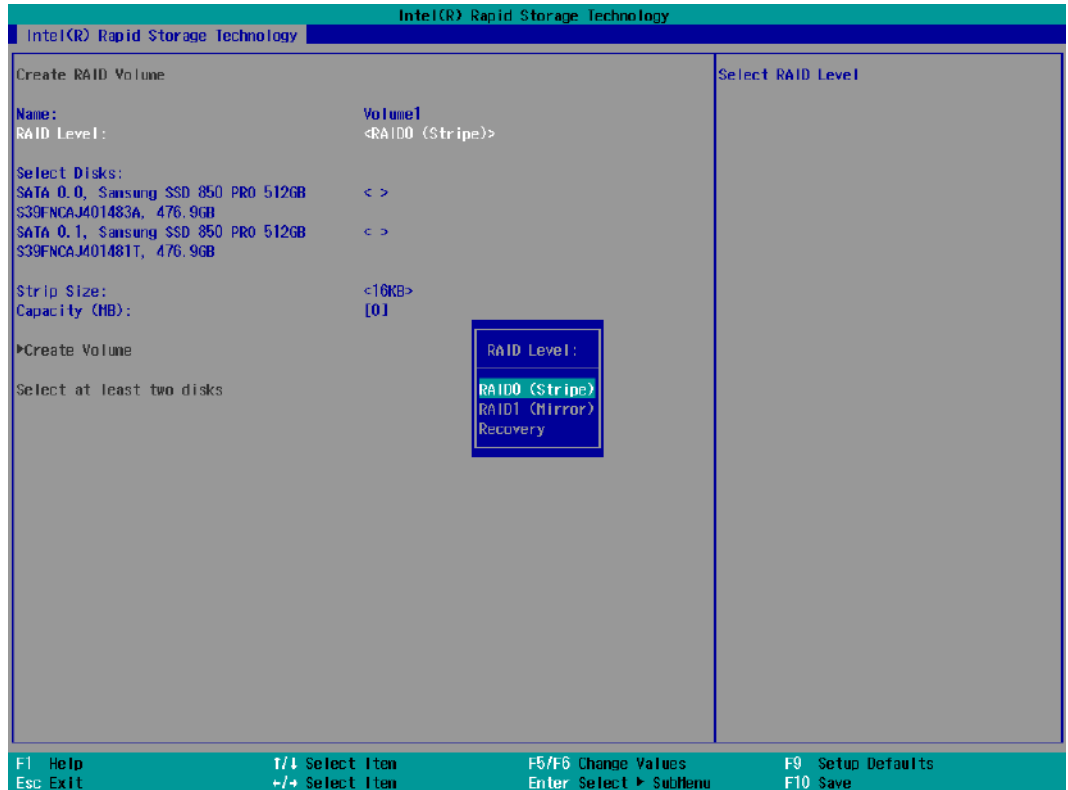 Intel(R) Rapid Storage Technology
Intel(R) Rapid Storage Technology
Create RAID Volume
Select RAID Level
Name: Volume1
RAID Level: <RAID0 (Stripe)>
Select Disks:
SATA 0.0, Samsung SSD 850 PRO 512GB < >
S39FNCAJ401483A, 476.9GB
SATA 0.1, Samsung SSD 850 PRO 512GB < >
S39FNCAJ401481T, 476.9GB
Strip Size: <16KB>
Capacity (MB): [0]
▶Create Volume
Select at least two disks
RAID Level:
RAID0 (Stripe)
RAID1 (Mirror)
Recovery
F1 Help ↑/↓ Select Item F5/F6 Change Values F9 Setup Defaults
Esc Exit ←/→ Select Item Enter Select ▶ SubMenu F10 Save